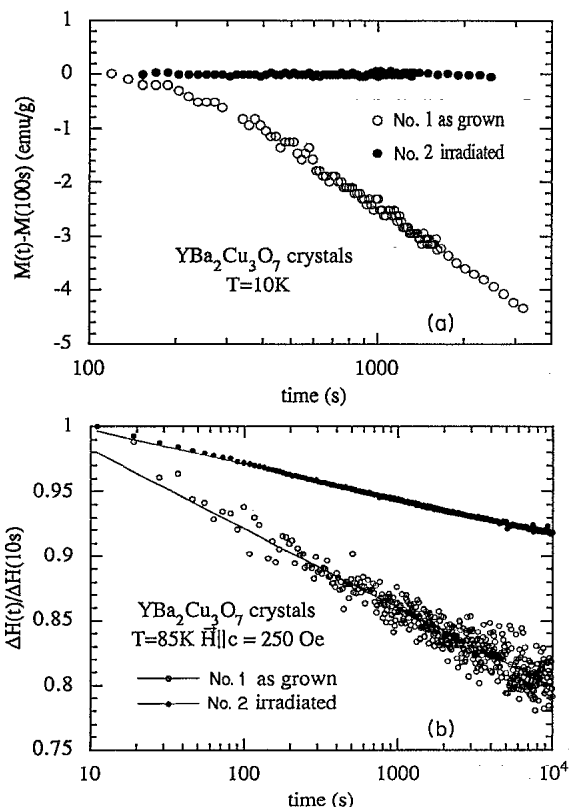 1
0
-1
-2
-3
-4
-5
M(t)-M(100s) (emu/g)
No. 1 as grown
No. 2 irradiated
YBa2Cu3O7 crystals
T=10K
(a)
100
1000
time (s)
1
0.95
0.9
0.85
0.8
0.75
ΔH(t)/ΔH(10s)
YBa2Cu3O7 crystals
T=85K H||c = 250 Oe
No. 1 as grown
No. 2 irradiated
(b)
10
100
1000
10^4
time (s)